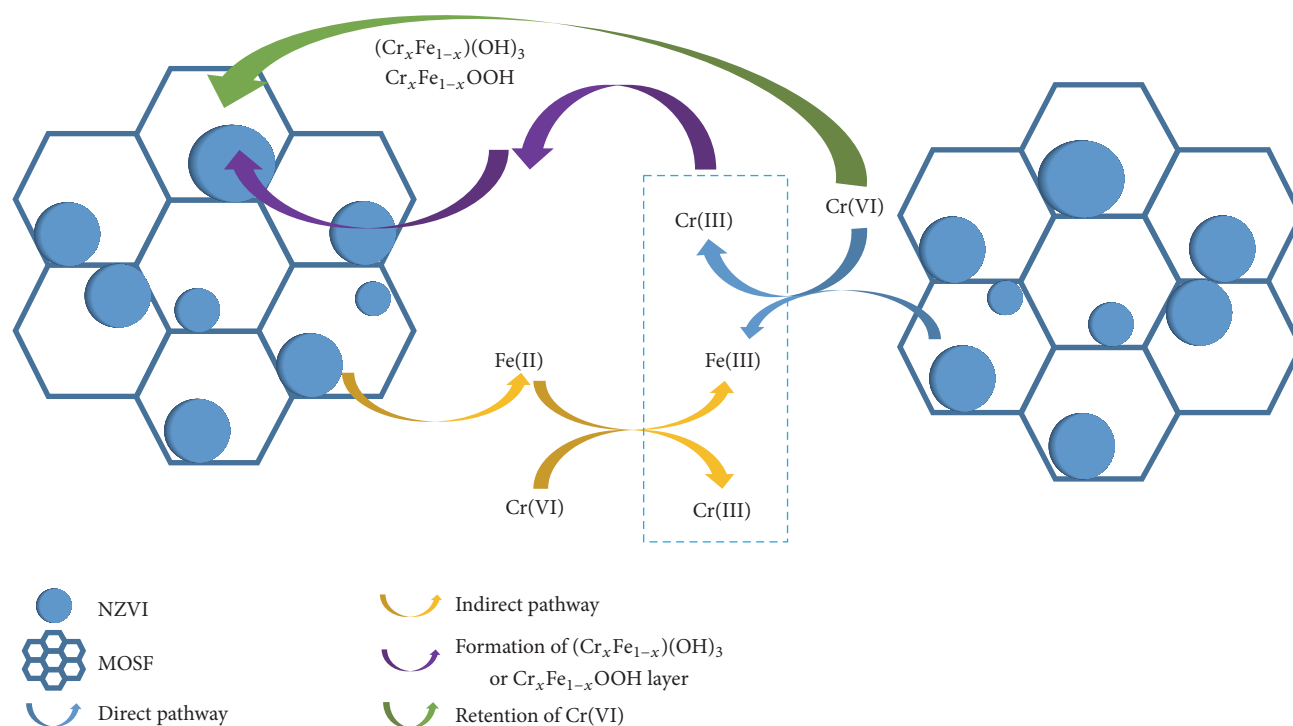 (CrₓFe₁₋ₓ)(OH)₃
CrₓFe₁₋ₓOOH
Cr(III)
Cr(VI)
Fe(II)
Fe(III)
Cr(VI)
Cr(III)
NZVI
MOSF
Direct pathway
Indirect pathway
Formation of (CrₓFe₁₋ₓ)(OH)₃
or CrₓFe₁₋ₓOOH layer
Retention of Cr(VI)